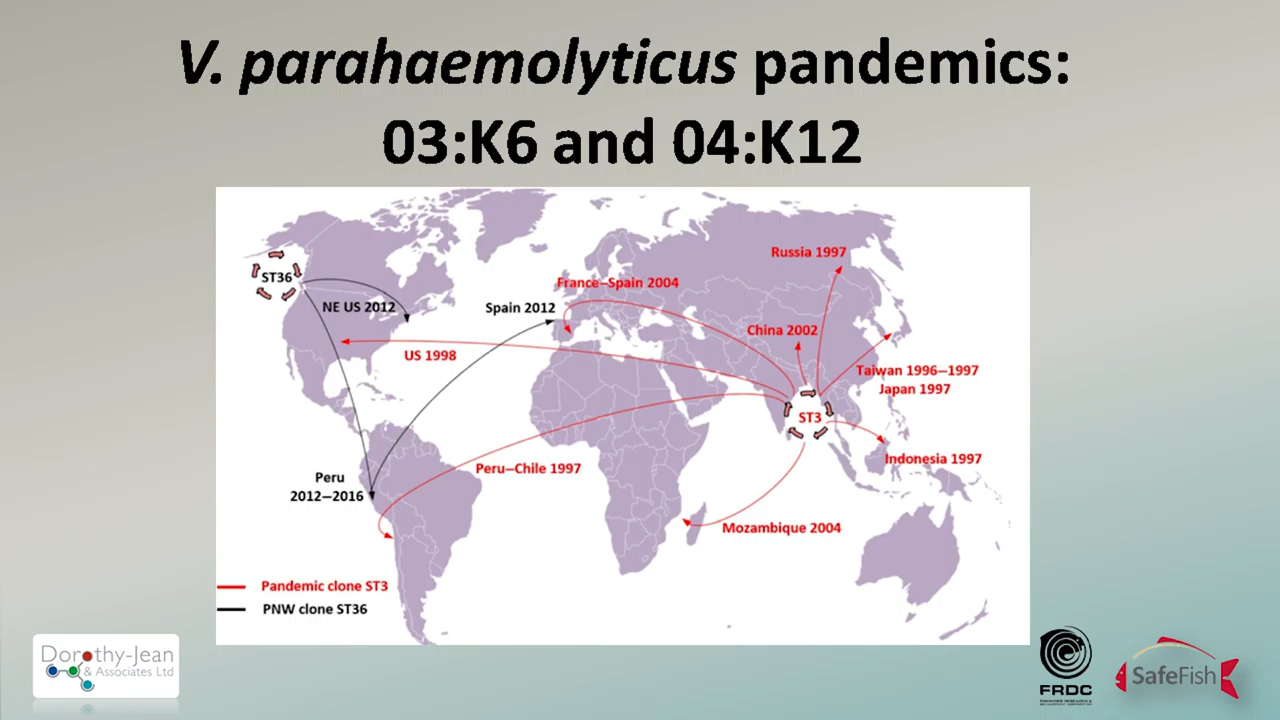 V. parahaemolyticus pandemics:
03:K6 and 04:K12
Russia 1997
ST36
France–Spain 2004
NE US 2012
Spain 2012
China 2002
US 1998
Taiwan 1996–1997
Japan 1997
ST3
Indonesia 1997
Peru–Chile 1997
Peru
2012–2016
Mozambique 2004
Pandemic clone ST3
PNW clone ST36
Dorothy-Jean
& Associates Ltd
FRDC
SafeFish